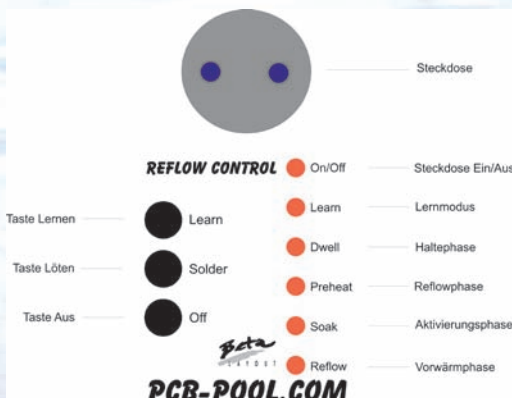 Steckdose
REFLOW CONTROL
On/Off
Steckdose Ein/Aus
Learn
Lernmodus
Taste Lernen
Learn
Dwell
Haltephase
Taste Löten
Solder
Preheat
Reflowphase
Taste Aus
Off
Soak
Aktivierungsphase
Beta
LAYOUT
Reflow
Vorwärmphase
PCB-POOL.COM